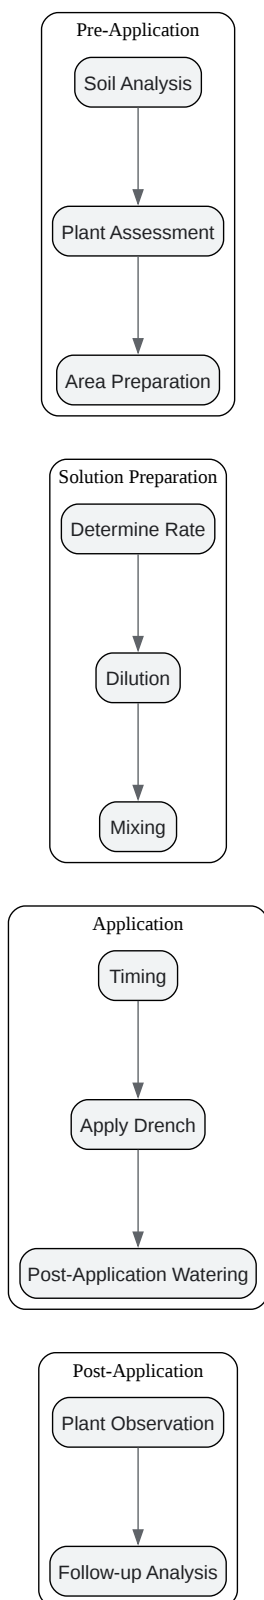 Pre-Application
Soil Analysis
Plant Assessment
Area Preparation
Solution Preparation
Determine Rate
Dilution
Mixing
Application
Timing
Apply Drench
Post-Application Watering
Post-Application
Plant Observation
Follow-up Analysis